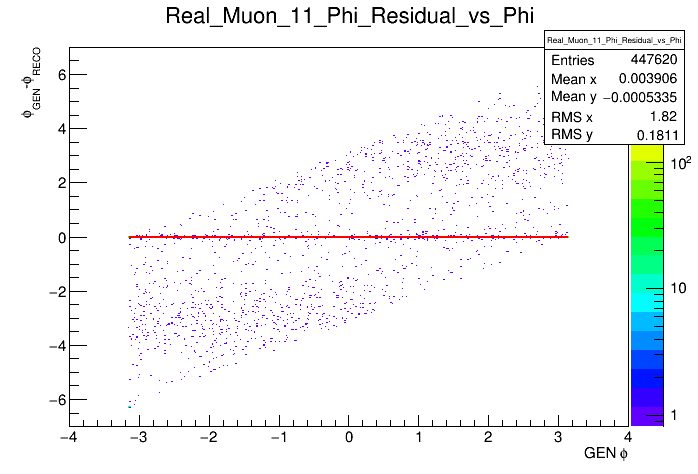 Real_Muon_11_Phi_Residual_vs_Phi
Real_Muon_11_Phi_Residual_vs_Phi
Entries 447620
Mean x 0.003906
Mean y −0.0005335
RMS x 1.82
RMS y 0.1811
ϕGEN-ϕRECO
6
4
2
0
−2
−4
−6
10²
10
1
−4 −3 −2 −1 0 1 2 3 4
GEN ϕ